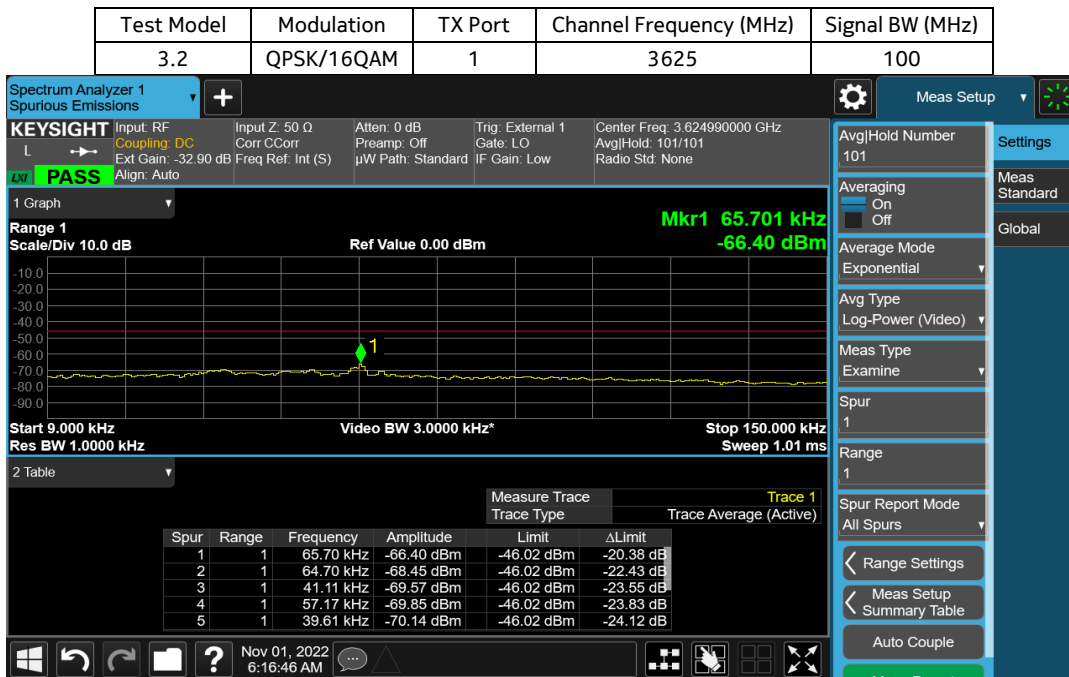 Test Model Modulation TX Port Channel Frequency (MHz) Signal BW (MHz)
3.2 QPSK/16QAM 1 3625 100
Spectrum Analyzer 1
Spurious Emissions
Meas Setup
KEYSIGHT
L
LXI PASS
Input: RF
Coupling: DC
Ext Gain: -32.90 dB
Align: Auto
Input Z: 50 Ω
Corr CCorr
Freq Ref: Int (S)
Atten: 0 dB
Preamp: Off
µW Path: Standard
Trig: External 1
Gate: LO
IF Gain: Low
Center Freq: 3.624990000 GHz
Avg|Hold: 101/101
Radio Std: None
1 Graph
Range 1
Scale/Div 10.0 dB
Ref Value 0.00 dBm
Mkr1 65.701 kHz
-66.40 dBm
-10.0
-20.0
-30.0
-40.0
-50.0
-60.0
-70.0
-80.0
-90.0
1
Start 9.000 kHz
Res BW 1.0000 kHz
Video BW 3.0000 kHz*
Stop 150.000 kHz
Sweep 1.01 ms
2 Table
Measure Trace Trace 1
Trace Type Trace Average (Active)
Spur Range Frequency Amplitude Limit ΔLimit
1 1 65.70 kHz -66.40 dBm -46.02 dBm -20.38 dB
2 1 64.70 kHz -68.45 dBm -46.02 dBm -22.43 dB
3 1 41.11 kHz -69.57 dBm -46.02 dBm -23.55 dB
4 1 57.17 kHz -69.85 dBm -46.02 dBm -23.83 dB
5 1 39.61 kHz -70.14 dBm -46.02 dBm -24.12 dB
Nov 01, 2022
6:16:46 AM
Avg|Hold Number
101
Averaging
On
Off
Average Mode
Exponential
Avg Type
Log-Power (Video)
Meas Type
Examine
Spur
1
Range
1
Spur Report Mode
All Spurs
Range Settings
Meas Setup
Summary Table
Auto Couple
Settings
Meas
Standard
Global